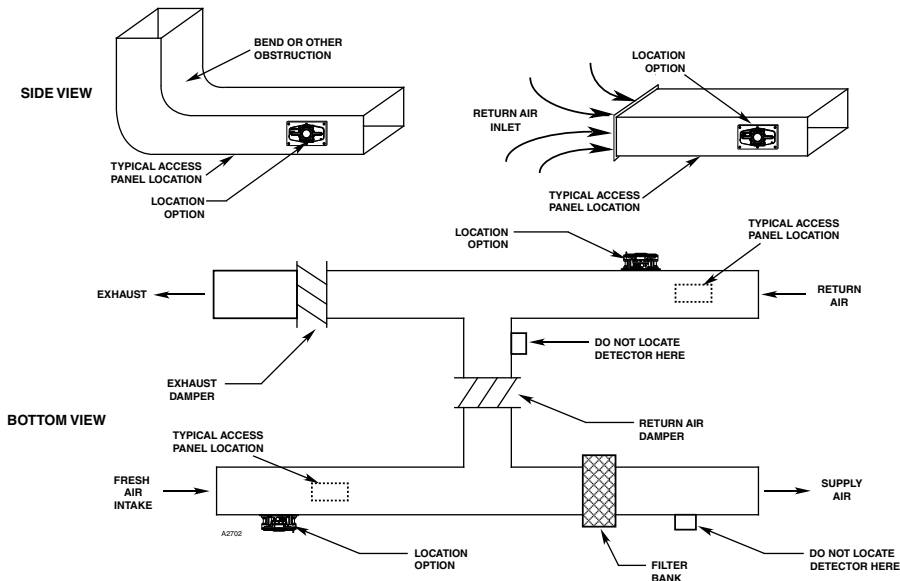 BEND OR OTHER
OBSTRUCTION
SIDE VIEW
TYPICAL ACCESS
PANEL LOCATION
LOCATION
OPTION
LOCATION
OPTION
RETURN AIR
INLET
TYPICAL ACCESS
PANEL LOCATION
LOCATION
OPTION
TYPICAL ACCESS
PANEL LOCATION
EXHAUST
RETURN
AIR
DO NOT LOCATE
DETECTOR HERE
EXHAUST
DAMPER
BOTTOM VIEW
RETURN AIR
DAMPER
TYPICAL ACCESS
PANEL LOCATION
FRESH
AIR
INTAKE
SUPPLY
AIR
A2702
LOCATION
OPTION
FILTER
BANK
DO NOT LOCATE
DETECTOR HERE